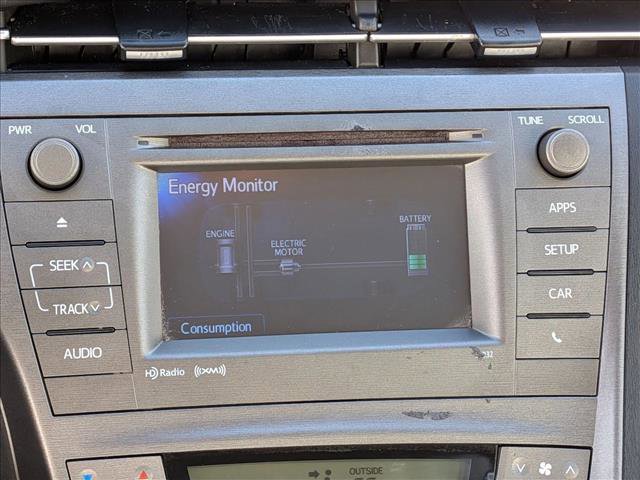 PWR VOL
TUNE SCROLL
Energy Monitor
ENGINE
ELECTRIC
MOTOR
BATTERY
Consumption
SEEK
TRACK
AUDIO
APPS
SETUP
CAR
HD Radio ((XM))
OUTSIDE